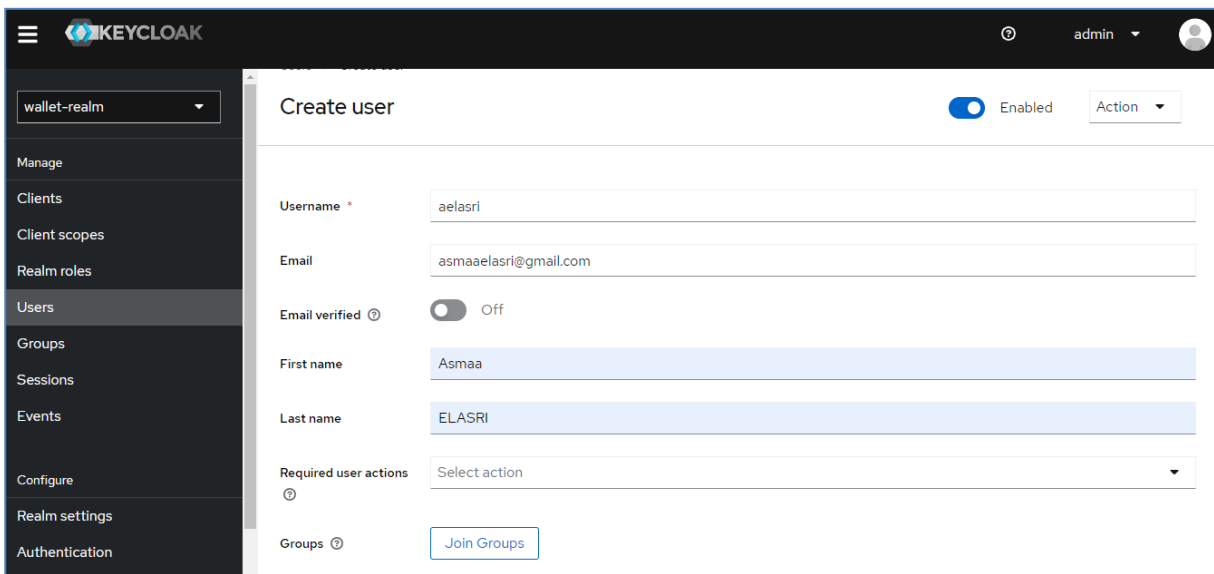 KEYCLOAK
admin
wallet-realm
Manage
Clients
Client scopes
Realm roles
Users
Groups
Sessions
Events
Configure
Realm settings
Authentication
Create user
Enabled
Action
Username *
aelasri
Email
asmaaelasri@gmail.com
Email verified
Off
First name
Asmaa
Last name
ELASRI
Required user actions
Select action
Groups
Join Groups